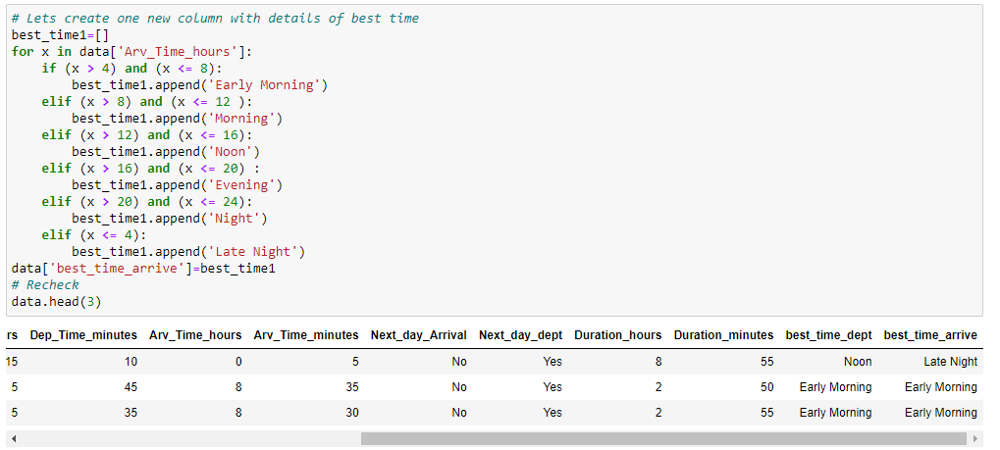 # Lets create one new column with details of best time
best_time1=[]
for x in data['Arv_Time_hours']:
    if (x > 4) and (x <= 8):
        best_time1.append('Early Morning')
    elif (x > 8) and (x <= 12 ):
        best_time1.append('Morning')
    elif (x > 12) and (x <= 16):
        best_time1.append('Noon')
    elif (x > 16) and (x <= 20) :
        best_time1.append('Evening')
    elif (x > 20) and (x <= 24):
        best_time1.append('Night')
    elif (x <= 4):
        best_time1.append('Late Night')
data['best_time_arrive']=best_time1
# Recheck
data.head(3)
rs Dep_Time_minutes Arv_Time_hours Arv_Time_minutes Next_day_Arrival Next_day_dept Duration_hours Duration_minutes best_time_dept best_time_arrive
15 10 0 5 No Yes 8 55 Noon Late Night
5 45 8 35 No Yes 2 50 Early Morning Early Morning
5 35 8 30 No Yes 2 55 Early Morning Early Morning